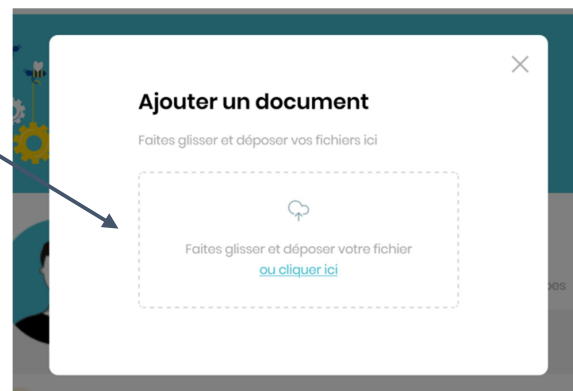 Ajouter un document
Faites glisser et déposer vos fichiers ici
Faites glisser et déposer votre fichier
ou cliquer ici